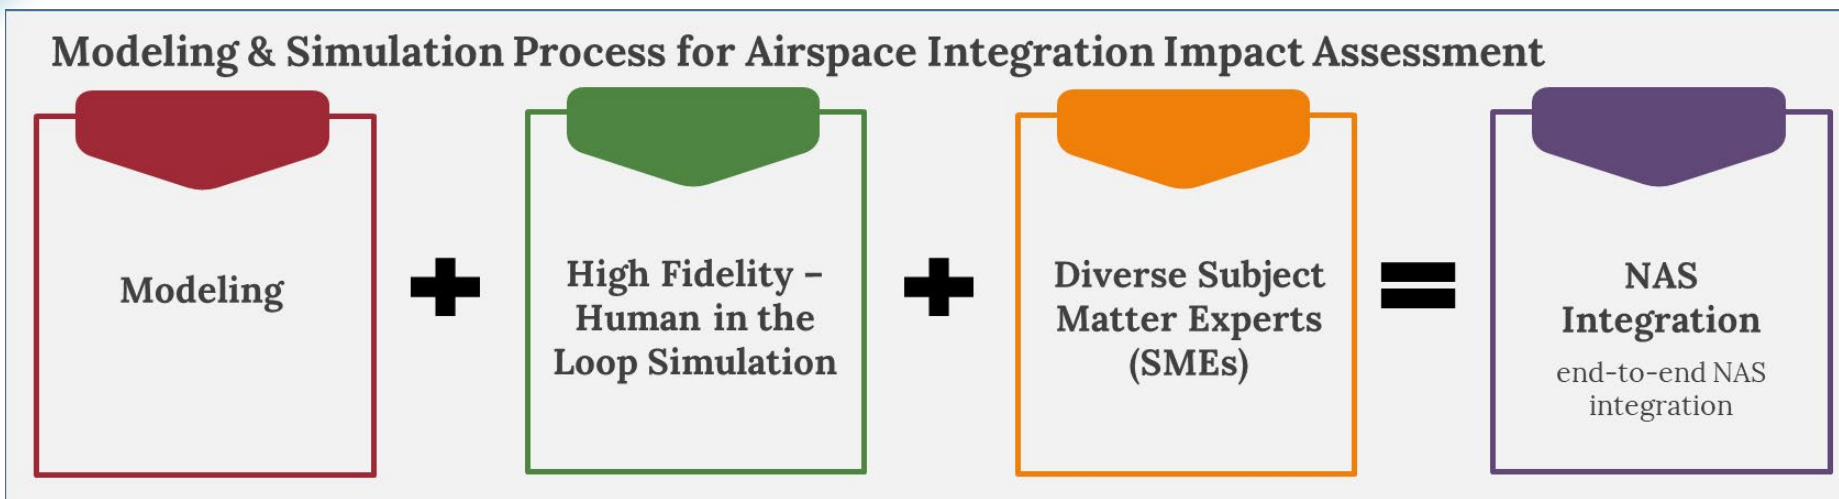 Modeling & Simulation Process for Airspace Integration Impact Assessment
Modeling
+
High Fidelity –
Human in the
Loop Simulation
+
Diverse Subject
Matter Experts
(SMEs)
=
NAS
Integration
end-to-end NAS
integration